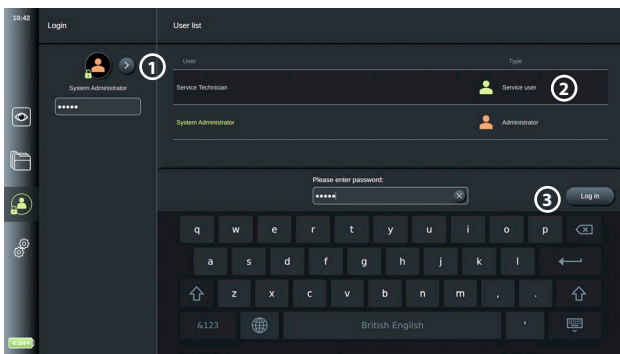 10:42
Login
User list
1
User
Type
Service Technician
Service user
2
System Administrator
•••••
System Administrator
Administrator
Please enter password:
•••••
3
Log in
q w e r t y u i o p
a s d f g h j k l
z x c v b n m , .
&123
British English
'